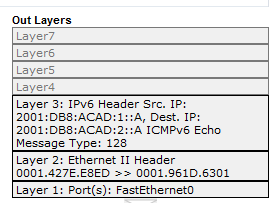 Out Layers
Layer7
Layer6
Layer5
Layer4
Layer 3: IPv6 Header Src. IP:
2001:DB8:ACAD:1::A, Dest. IP:
2001:DB8:ACAD:2::A ICMPv6 Echo
Message Type: 128
Layer 2: Ethernet II Header
0001.427E.E8ED >> 0001.961D.6301
Layer 1: Port(s): FastEthernet0